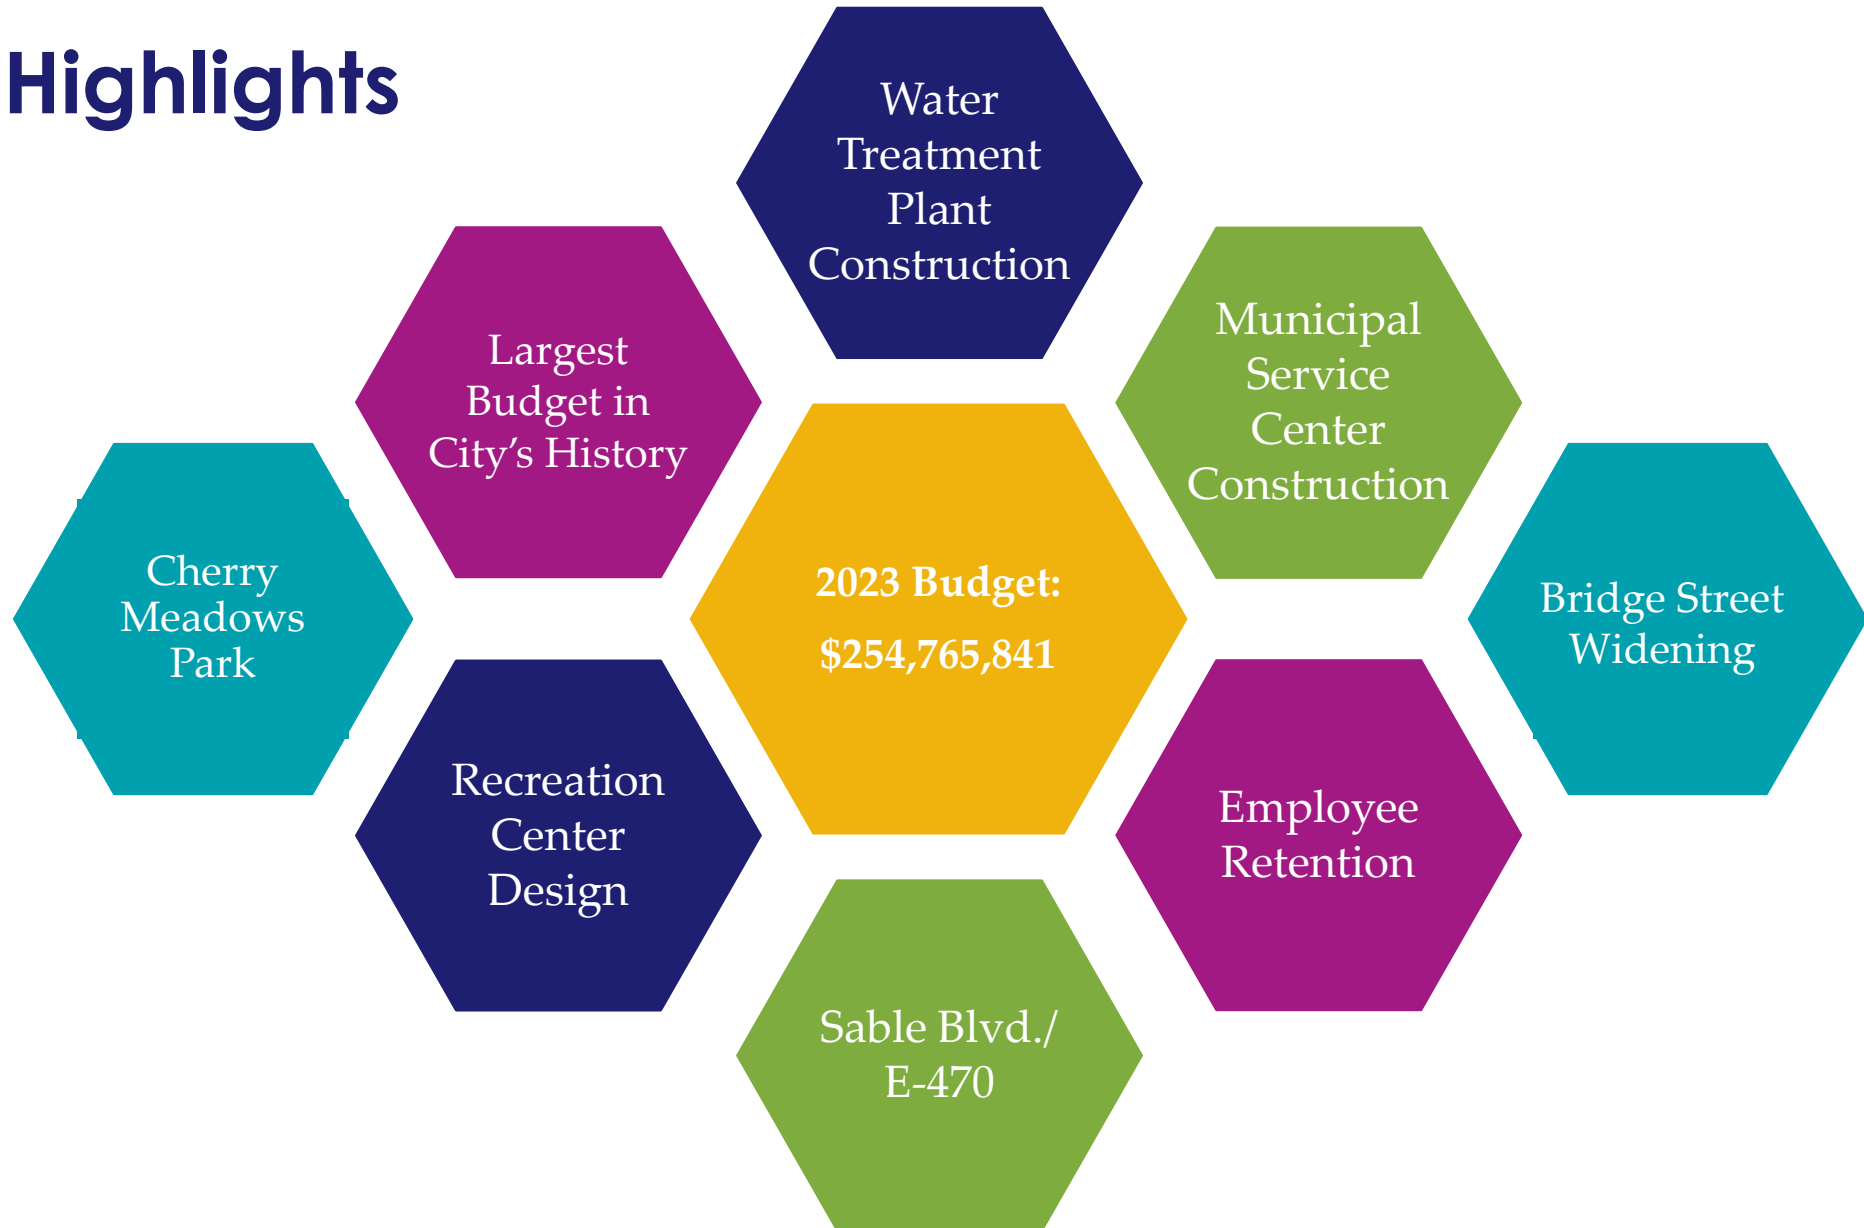 Highlights
Water
Treatment
Plant
Construction
Largest
Budget in
City’s History
Municipal
Service
Center
Construction
Cherry
Meadows
Park
2023 Budget:
$254,765,841
Bridge Street
Widening
Recreation
Center
Design
Employee
Retention
Sable Blvd./
E-470